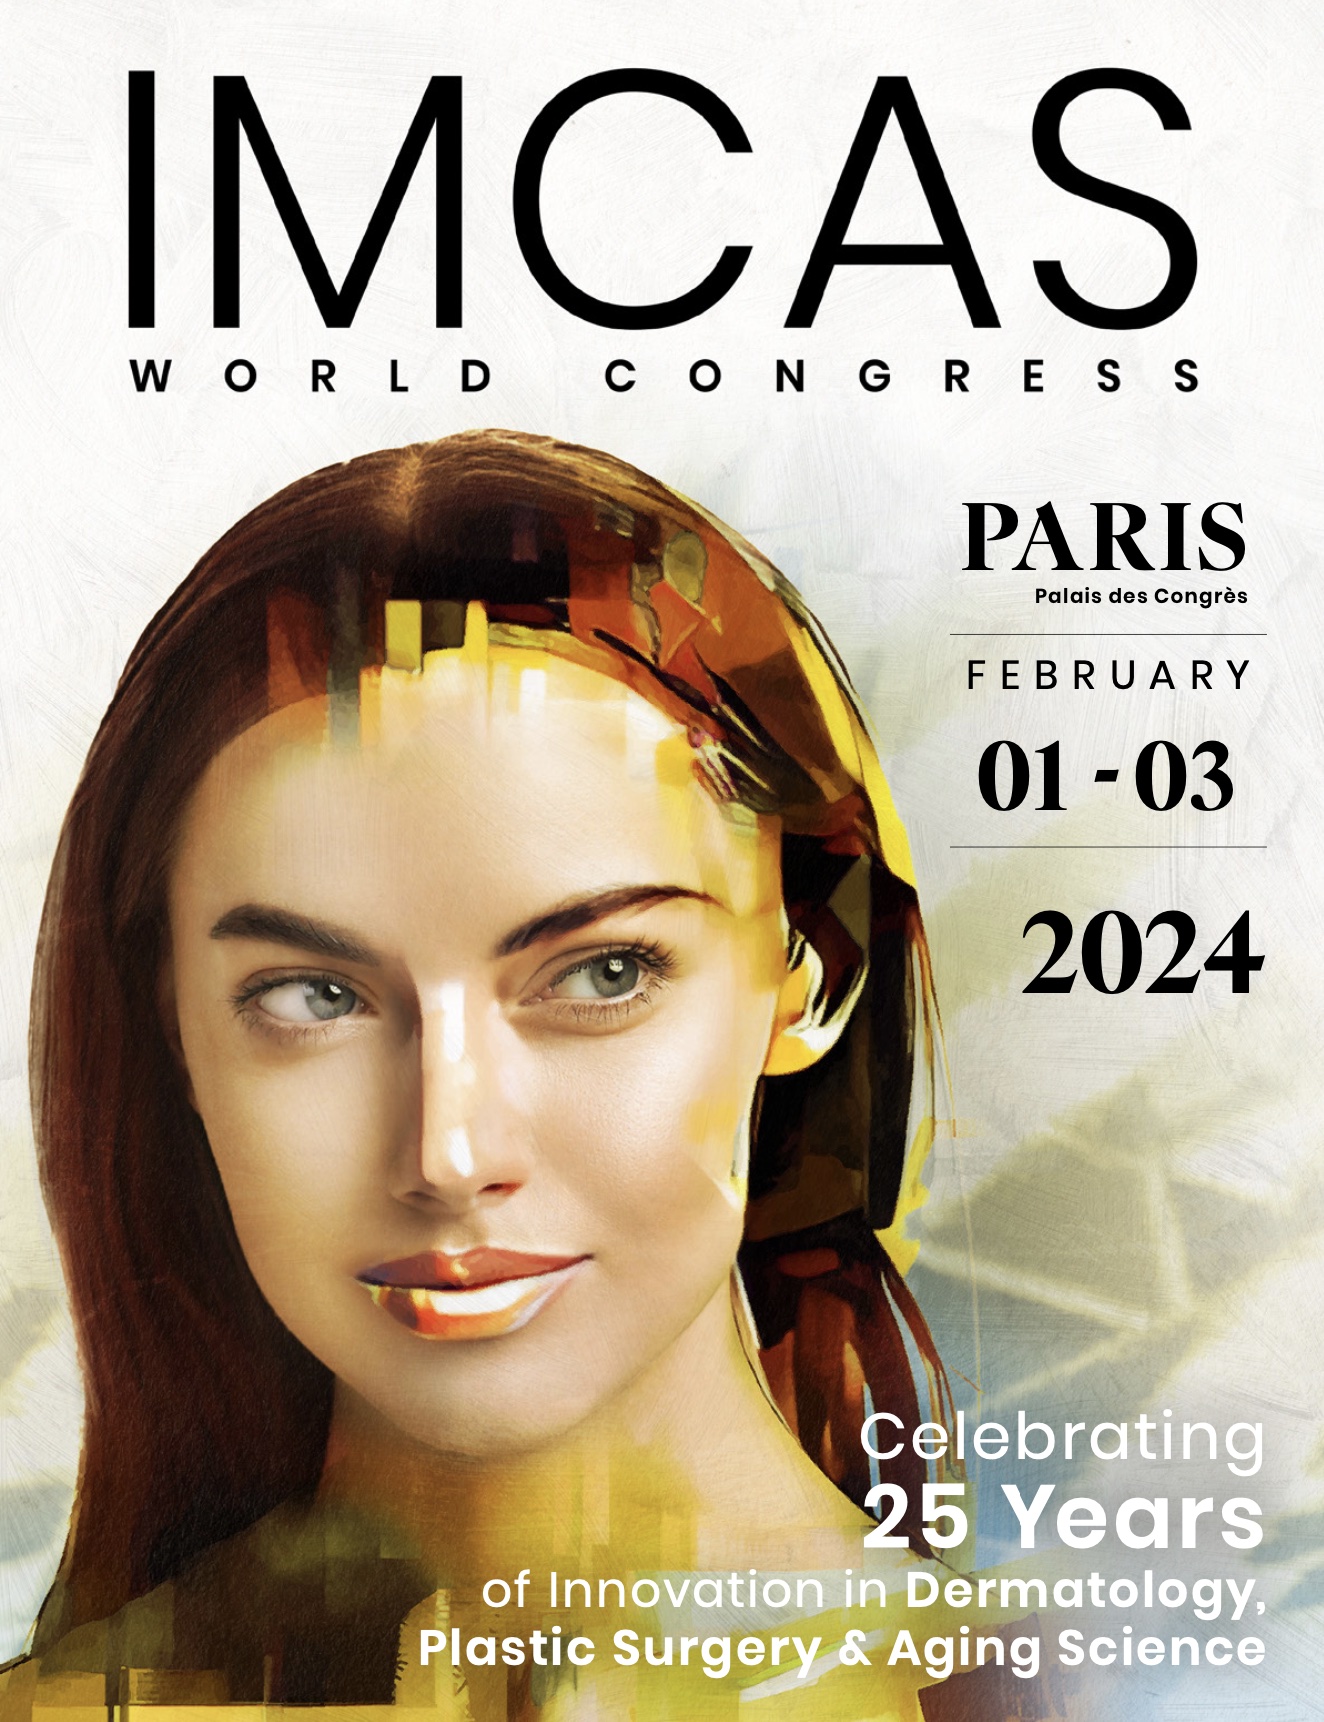 IMCAS
WORLD CONGRESS
PARIS
Palais des Congrès
FEBRUARY
01 - 03
2024
Celebrating
25 Years
of Innovation in Dermatology,
Plastic Surgery & Aging Science